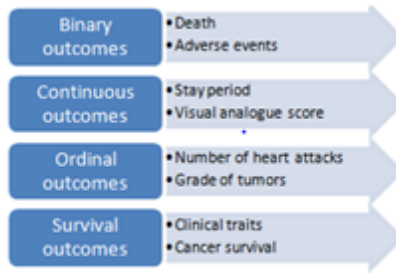 Binary
outcomes
•Death
•Adverse events
Continuous
outcomes
•Stay period
•Visual analogue score
Ordinal
outcomes
•Number of heart attacks
•Grade of tumors
Survival
outcomes
•Clinical traits
•Cancer survival